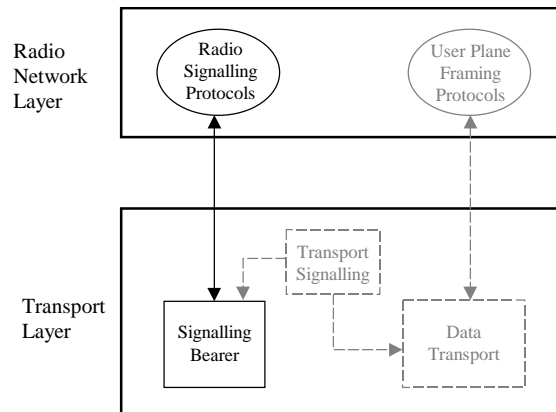 Radio
Network
Layer
Radio
Signalling
Protocols
User Plane
Framing
Protocols
Transport
Layer
Transport
Signalling
Signalling
Bearer
Data
Transport